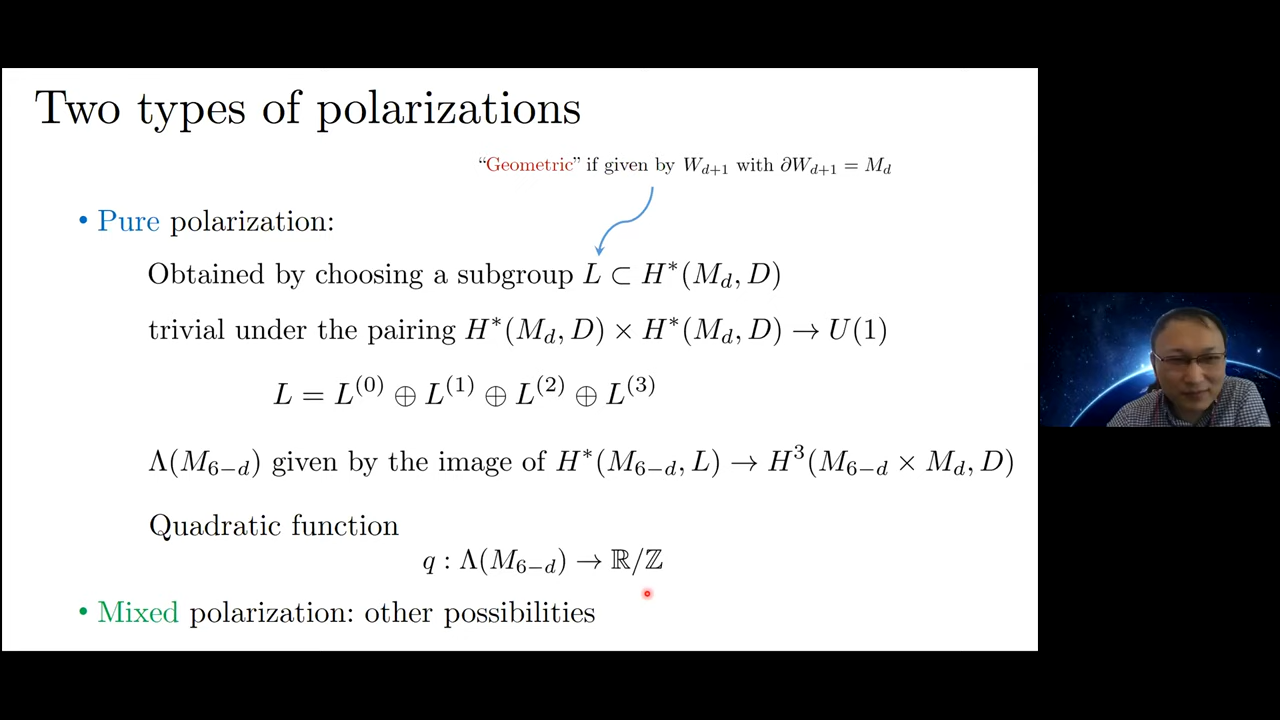 Two types of polarizations
“Geometric” if given by W_{d+1} with ∂W_{d+1} = M_d
• Pure polarization:
Obtained by choosing a subgroup L ⊂ H*(M_d, D)
trivial under the pairing H*(M_d, D) × H*(M_d, D) → U(1)
L = L^{(0)} ⊕ L^{(1)} ⊕ L^{(2)} ⊕ L^{(3)}
Λ(M_{6−d}) given by the image of H*(M_{6−d}, L) → H^3(M_{6−d} × M_d, D)
Quadratic function
q : Λ(M_{6−d}) → ℝ/ℤ
• Mixed polarization: other possibilities